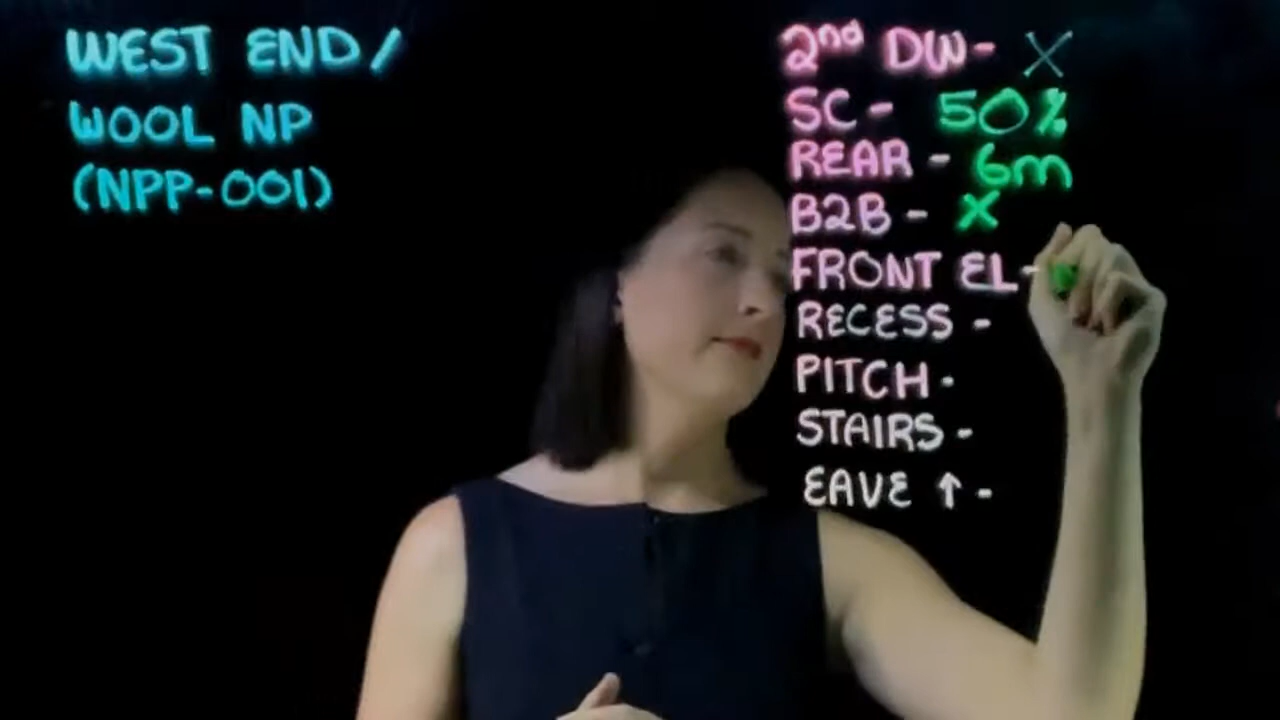 WEST END/
WOOL NP
(NPP-001)
2nd DW- X
SC - 50%
REAR - 6m
B2B - X
FRONT EL-
RECESS -
PITCH -
STAIRS -
EAVE ↑ -